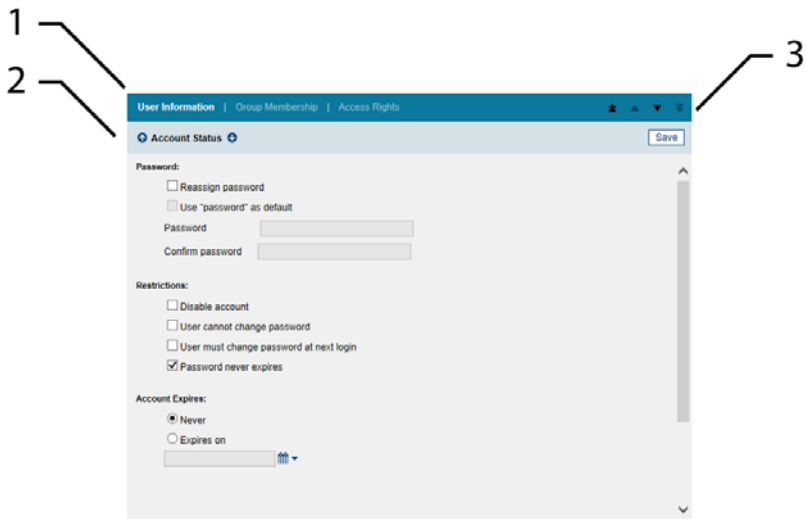 1
2
3
User Information | Group Membership | Access Rights
Account Status
Save
Password:
Reassign password
Use "password" as default
Password
Confirm password
Restrictions:
Disable account
User cannot change password
User must change password at next login
Password never expires
Account Expires:
Never
Expires on